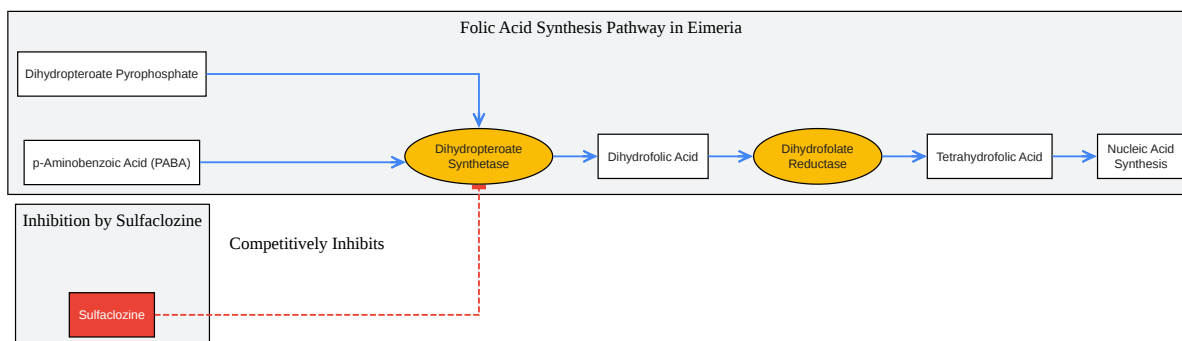 Folic Acid Synthesis Pathway in Eimeria
Dihydropteroate Pyrophosphate
p-Aminobenzoic Acid (PABA)
Dihydropteroate
Synthetase
Dihydrofolic Acid
Dihydrofolate
Reductase
Tetrahydrofolic Acid
Nucleic Acid
Synthesis
Inhibition by Sulfaclozine
Competitively Inhibits
Sulfaclozine